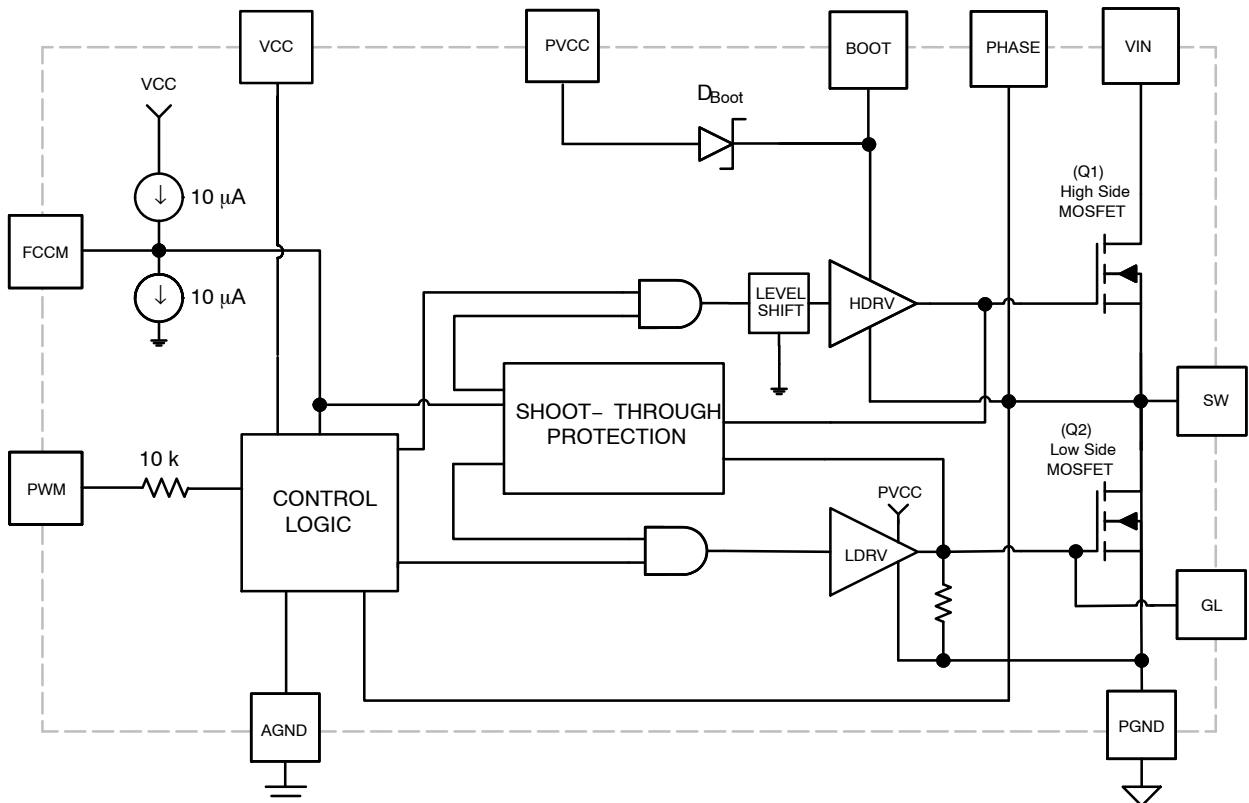 VCC
PVCC
BOOT
PHASE
VIN
VCC
DBoot
10 μA
(Q1)
High Side
MOSFET
FCCM
10 μA
LEVEL
SHIFT
HDRV
SHOOT– THROUGH
PROTECTION
SW
(Q2)
Low Side
MOSFET
10 k
PWM
CONTROL
LOGIC
PVCC
LDRV
GL
AGND
PGND